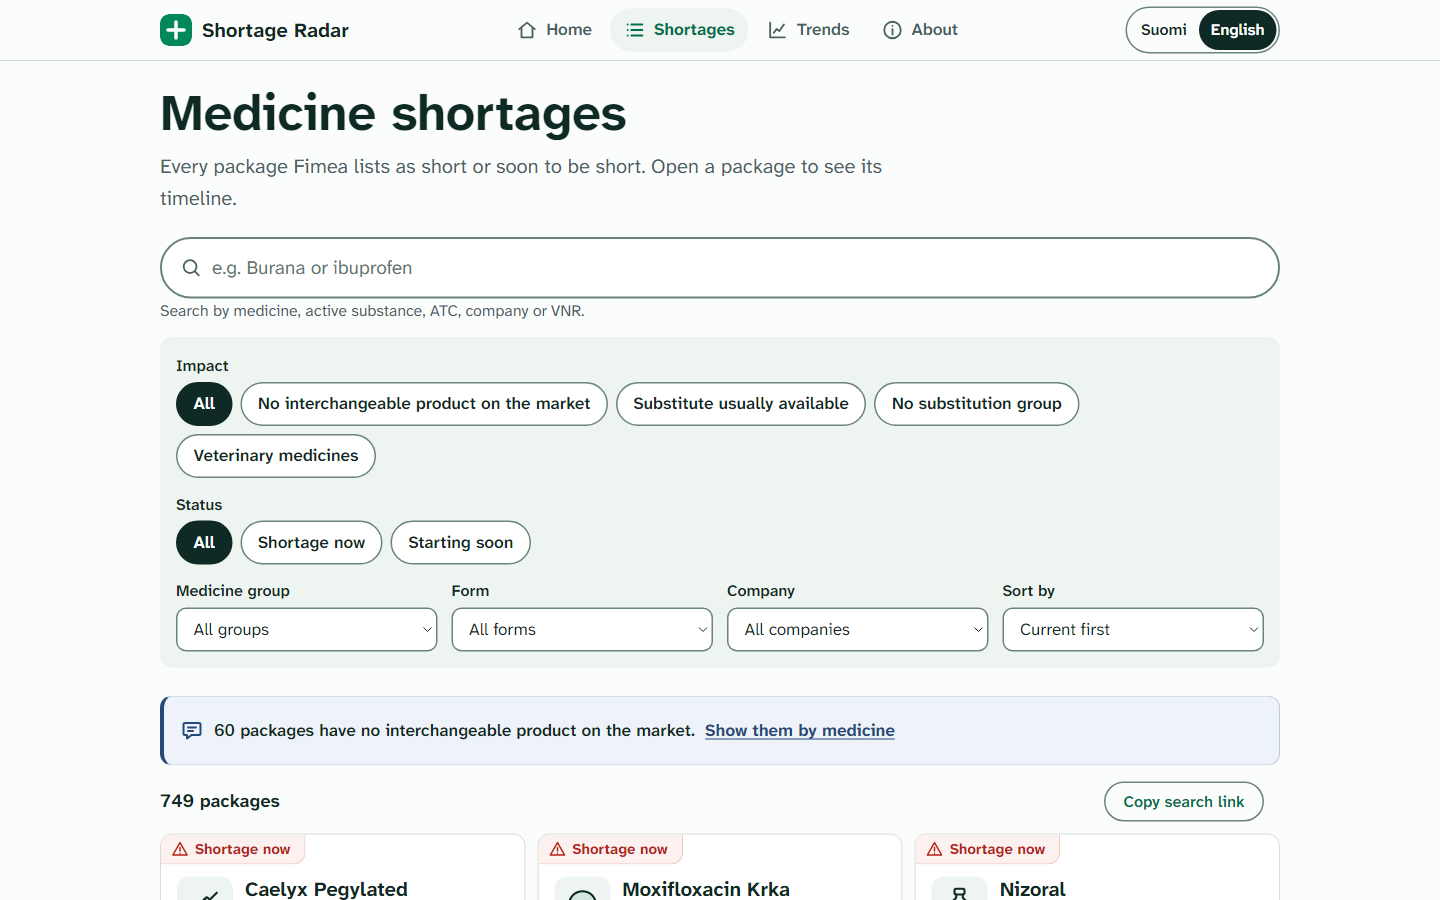 Shortage Radar
Home
Shortages
Trends
About
Suomi
English
Medicine shortages
Every package Fimea lists as short or soon to be short. Open a package to see its
timeline.
e.g. Burana or ibuprofen
Search by medicine, active substance, ATC, company or VNR.
Impact
All
No interchangeable product on the market
Substitute usually available
No substitution group
Veterinary medicines
Status
All
Shortage now
Starting soon
Medicine group
Form
Company
Sort by
All groups
All forms
All companies
Current first
60 packages have no interchangeable product on the market. Show them by medicine
749 packages
Copy search link
Shortage now
Shortage now
Shortage now
Caelyx Pegylated
Moxifloxacin Krka
Nizoral